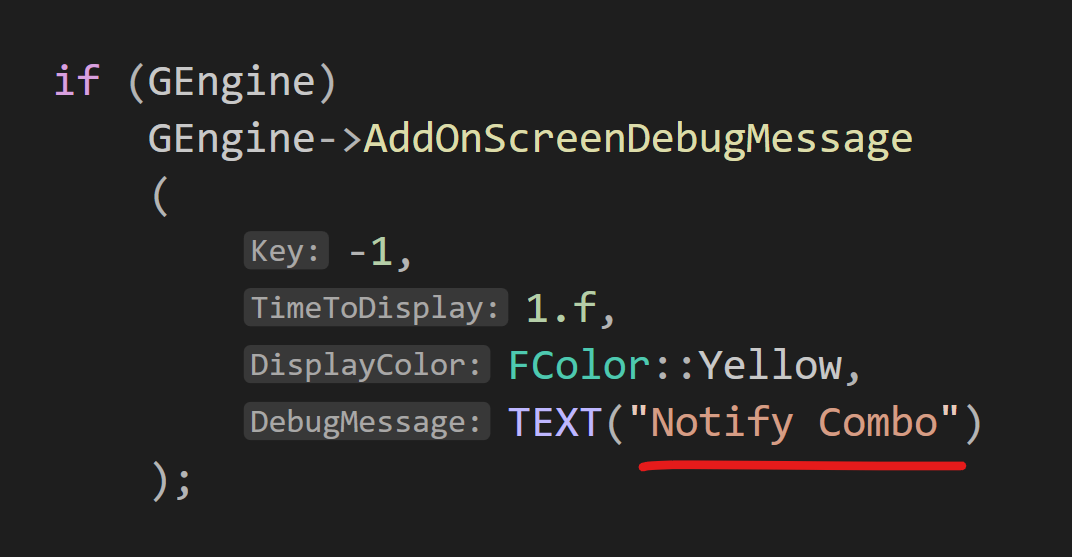 if (GEngine)
GEngine->AddOnScreenDebugMessage
(
Key: -1,
TimeToDisplay: 1.f,
DisplayColor: FColor::Yellow,
DebugMessage: TEXT("Notify Combo")
);